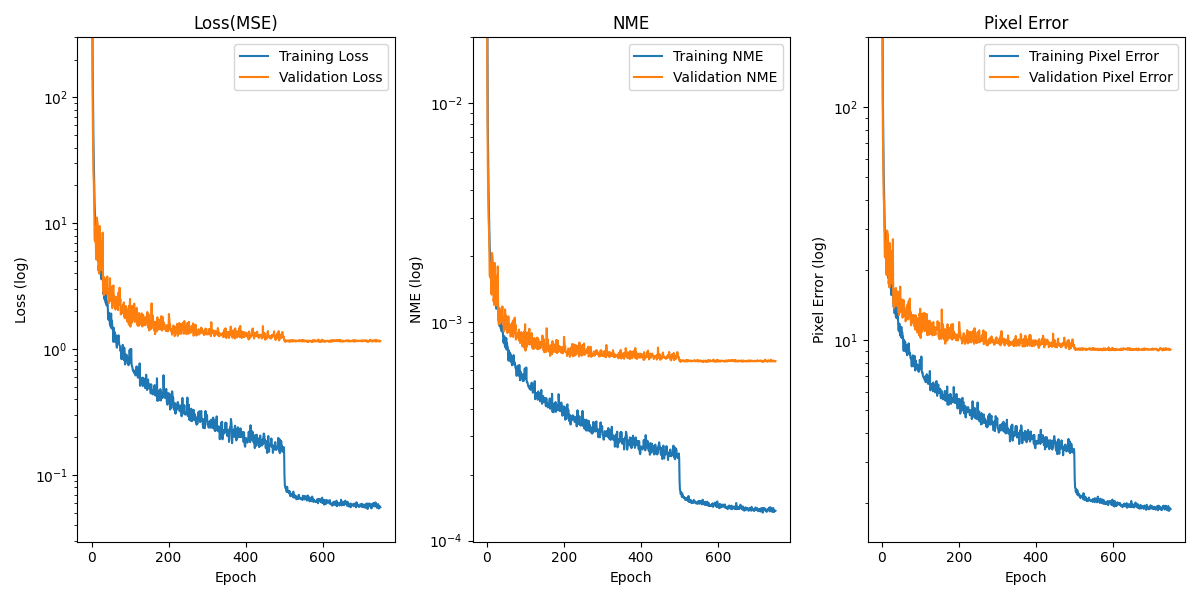 Loss(MSE)
Training Loss
Validation Loss
10²
10¹
10⁰
10⁻¹
Loss (log)
0 200 400 600
Epoch
NME
Training NME
Validation NME
10⁻²
10⁻³
10⁻⁴
NME (log)
0 200 400 600
Epoch
Pixel Error
Training Pixel Error
Validation Pixel Error
10²
10¹
Pixel Error (log)
0 200 400 600
Epoch